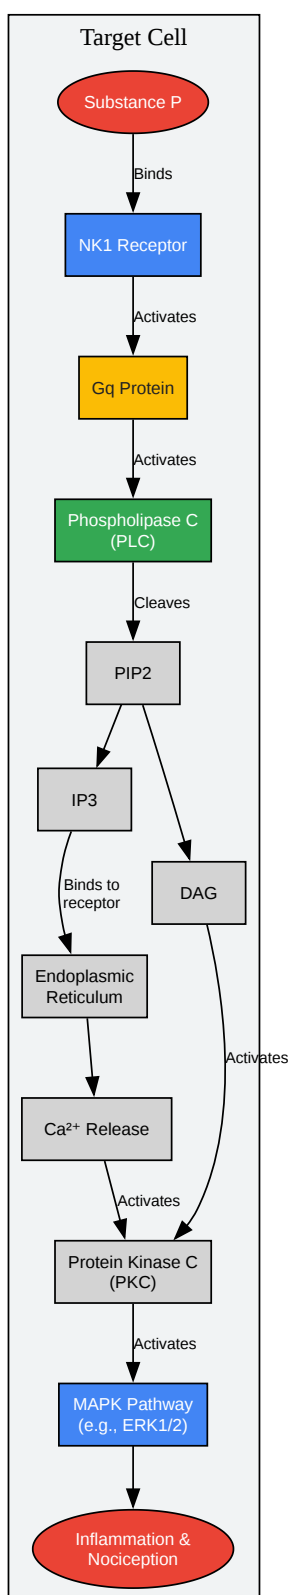 Target Cell
Substance P
Binds
NK1 Receptor
Activates
Gq Protein
Activates
Phospholipase C
(PLC)
Cleaves
PIP2
IP3
DAG
Binds to
receptor
Endoplasmic
Reticulum
Activates
Ca²⁺ Release
Activates
Protein Kinase C
(PKC)
Activates
MAPK Pathway
(e.g., ERK1/2)
Inflammation &
Nociception